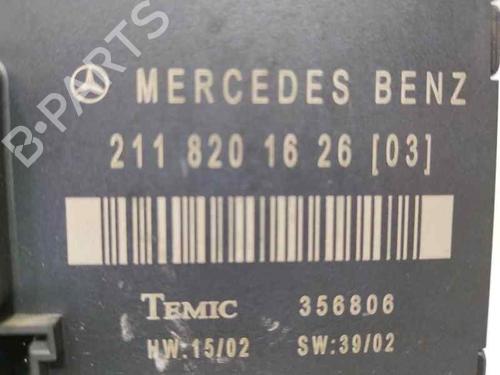 B-PARTS
MERCEDES BENZ
211 820 16 26 [03]
TEMIC 356806
HW:15/02 SW:39/02